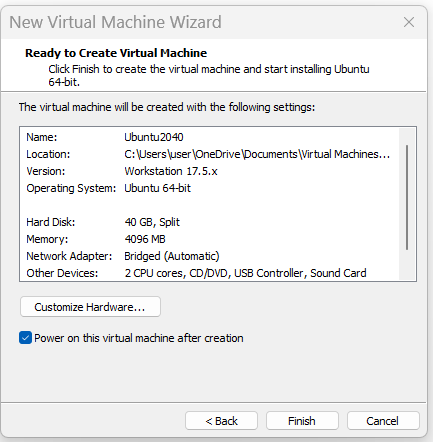 New Virtual Machine Wizard
Ready to Create Virtual Machine
Click Finish to create the virtual machine and start installing Ubuntu
64-bit.
The virtual machine will be created with the following settings:
Name: Ubuntu2040
Location: C:\Users\user\OneDrive\Documents\Virtual Machines...
Version: Workstation 17.5.x
Operating System: Ubuntu 64-bit
Hard Disk: 40 GB, Split
Memory: 4096 MB
Network Adapter: Bridged (Automatic)
Other Devices: 2 CPU cores, CD/DVD, USB Controller, Sound Card
Customize Hardware...
Power on this virtual machine after creation
< Back Finish Cancel